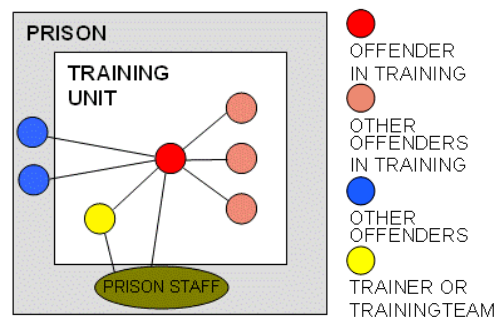 PRISON
TRAINING
UNIT
PRISON STAFF
OFFENDER
IN TRAINING
OTHER
OFFENDERS
IN TRAINING
OTHER
OFFENDERS
TRAINER OR
TRAININGTEAM